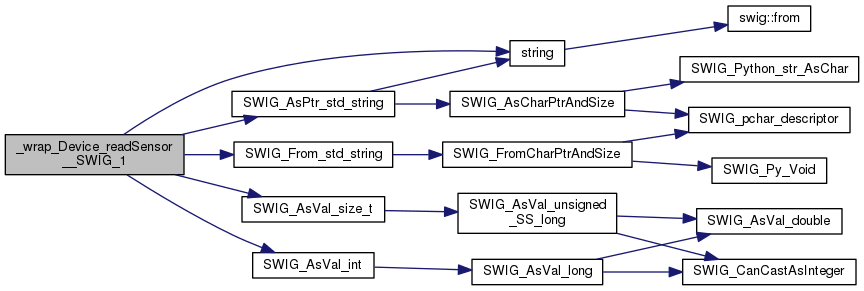 _wrap_Device_readSensor
__SWIG_1
string
swig::from
SWIG_AsPtr_std_string
SWIG_AsCharPtrAndSize
SWIG_Python_str_AsChar
SWIG_pchar_descriptor
SWIG_From_std_string
SWIG_FromCharPtrAndSize
SWIG_Py_Void
SWIG_AsVal_size_t
SWIG_AsVal_unsigned
_SS_long
SWIG_AsVal_double
SWIG_AsVal_int
SWIG_AsVal_long
SWIG_CanCastAsInteger